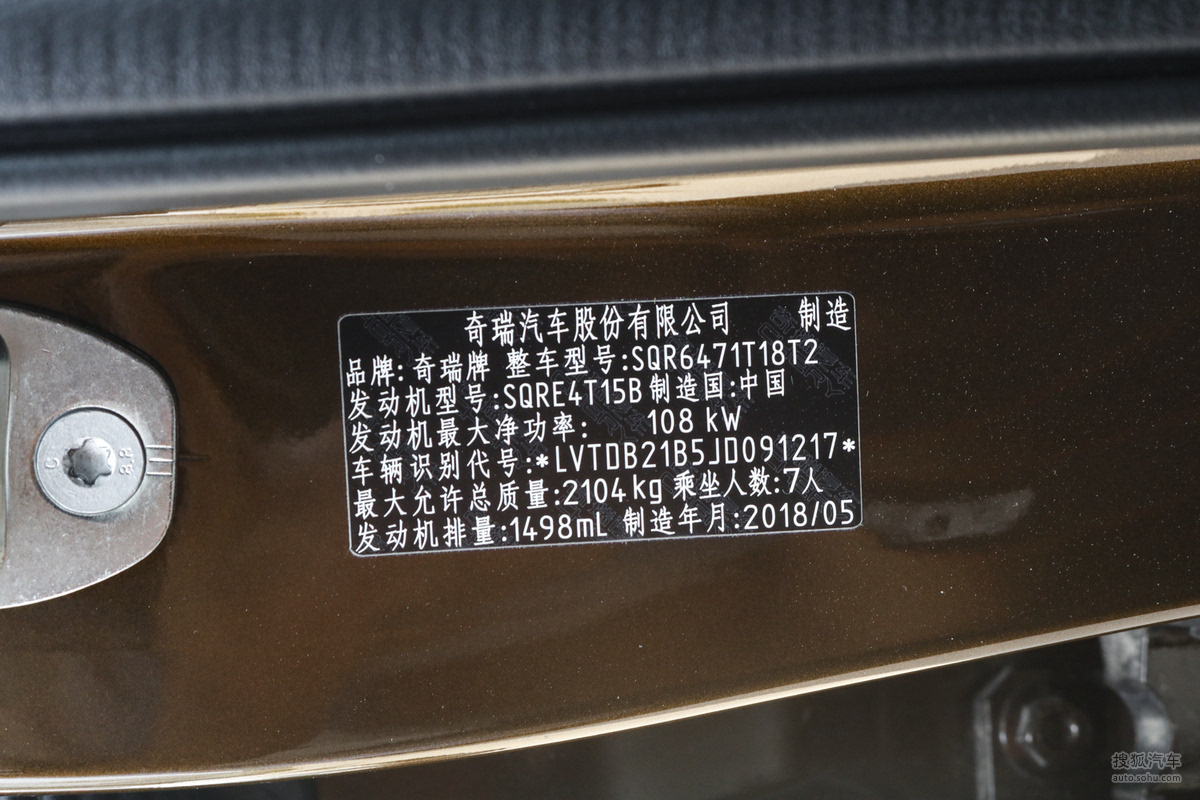 奇瑞汽车股份有限公司 制造
品牌:奇瑞牌 整车型号:SQR6471T18T2
发动机型号:SQRE4T15B 制造国:中国
发动机最大净功率: 108 kW
车辆识别代号:*LVTDB21B5JD091217*
最大允许总质量:2104kg 乘坐人数:7人
发动机排量:1498mL 制造年月:2018/05
搜狐汽车
auto.sohu.com